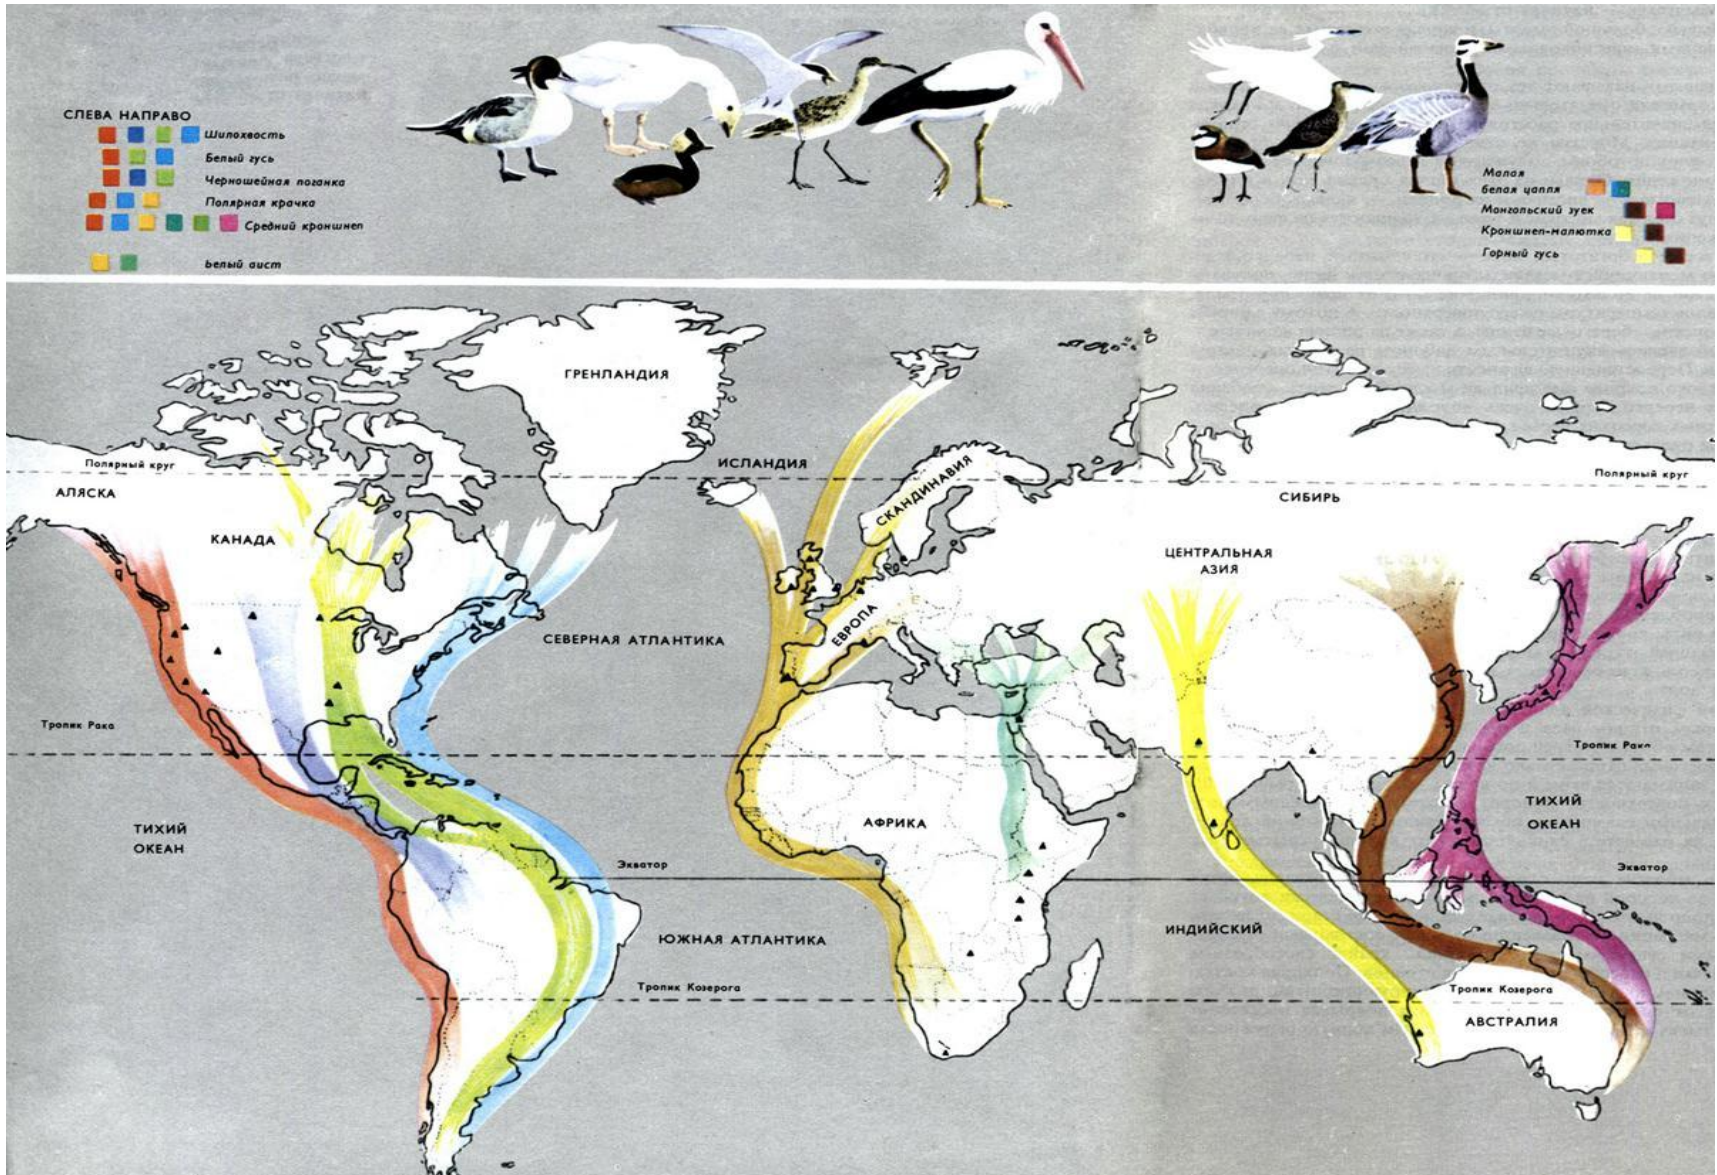 СЛЕВА НАПРАВО
Шилохвость
Белый гусь
Черношейная поганка
Полярная крачка
Средний кроншнеп
Белый аист
Малая
белая цапля
Монгольский зуек
Кроншнеп-малютка
Горный гусь
ГРЕНЛАНДИЯ
Полярный круг
ИСЛАНДИЯ
СКАНДИНАВИЯ
Полярный круг
АЛЯСКА
СИБИРЬ
КАНАДА
ЦЕНТРАЛЬНАЯ
АЗИЯ
СЕВЕРНАЯ АТЛАНТИКА
ЕВРОПА
Тропик Рака
Тропик Рака
ТИХИЙ
ОКЕАН
АФРИКА
ТИХИЙ
ОКЕАН
Экватор
Экватор
ЮЖНАЯ АТЛАНТИКА
ИНДИЙСКИЙ
Тропик Козерога
Тропик Козерога
АВСТРАЛИЯ